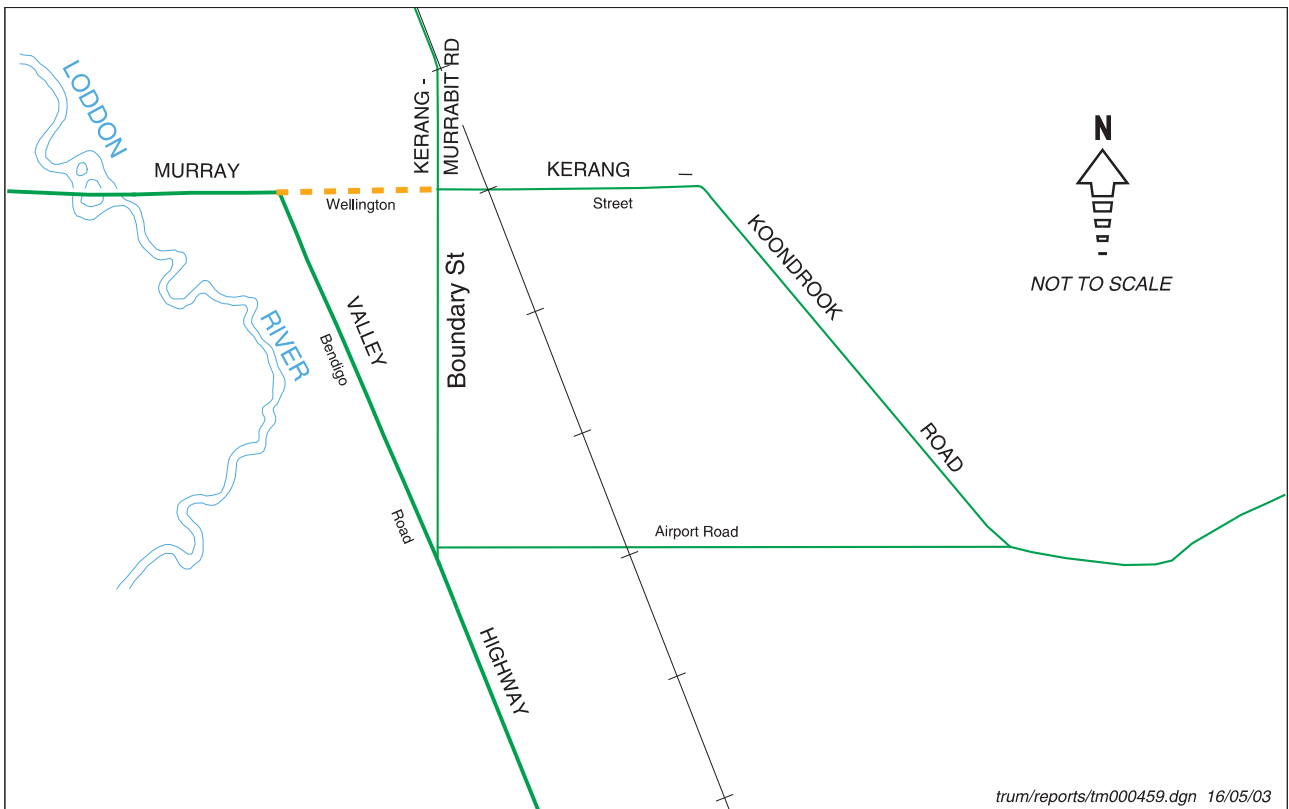 LODDON
KERANG -
MURRABIT RD
N
MURRAY
KERANG –
Wellington
Street
KOONDROOK
NOT TO SCALE
Boundary St
VALLEY
RIVER
Bendigo
ROAD
Road
Airport Road
HIGHWAY
trum/reports/tm000459.dgn 16/05/03